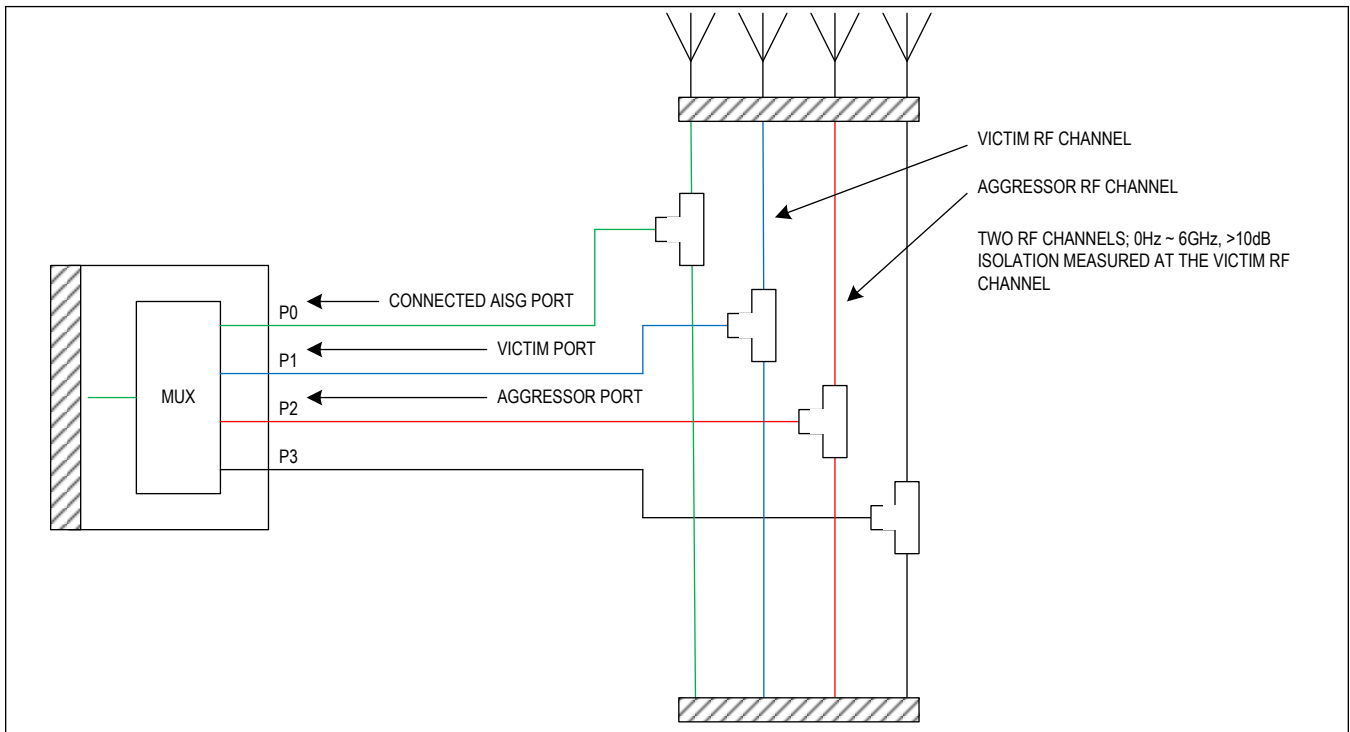 VICTIM RF CHANNEL
AGGRESSOR RF CHANNEL
TWO RF CHANNELS; 0Hz ~ 6GHz, >10dB
ISOLATION MEASURED AT THE VICTIM RF
CHANNEL
CONNECTED AISG PORT
P0
VICTIM PORT
P1
AGGRESSOR PORT
MUX
P2
P3